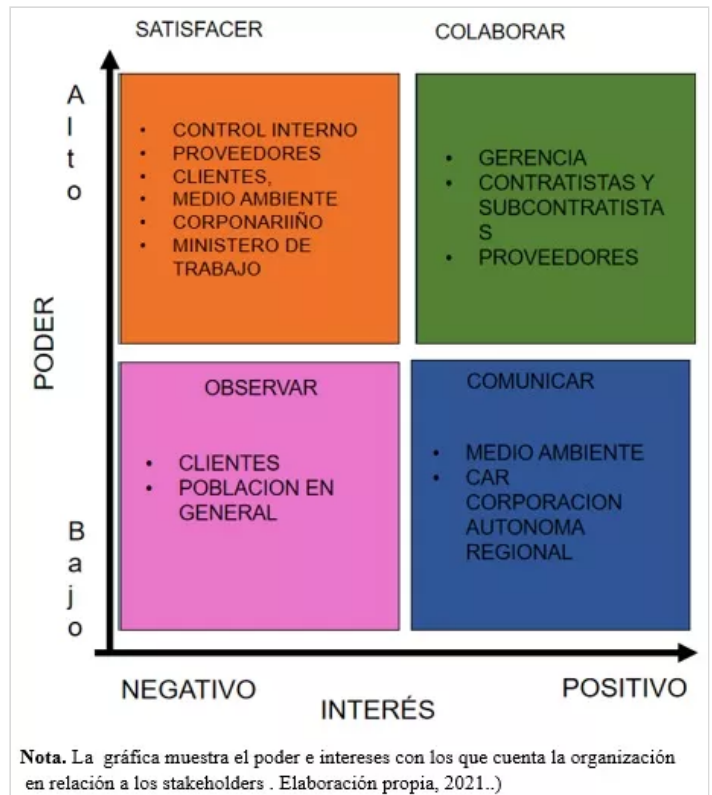 SATISFACER
COLABORAR
Alto
• CONTROL INTERNO
• PROVEEDORES
• CLIENTES,
• MEDIO AMBIENTE
• CORPONARIIÑO
• MINISTERO DE
TRABAJO
• GERENCIA
• CONTRATISTAS Y
SUBCONTRATISTA
S
• PROVEEDORES
PODER
OBSERVAR
• CLIENTES
• POBLACION EN
GENERAL
COMUNICAR
• MEDIO AMBIENTE
• CAR
CORPORACION
AUTONOMA
REGIONAL
Bajo
NEGATIVO
INTERÉS
POSITIVO
Nota. La gráfica muestra el poder e intereses con los que cuenta la organización
en relación a los stakeholders . Elaboración propia, 2021..)